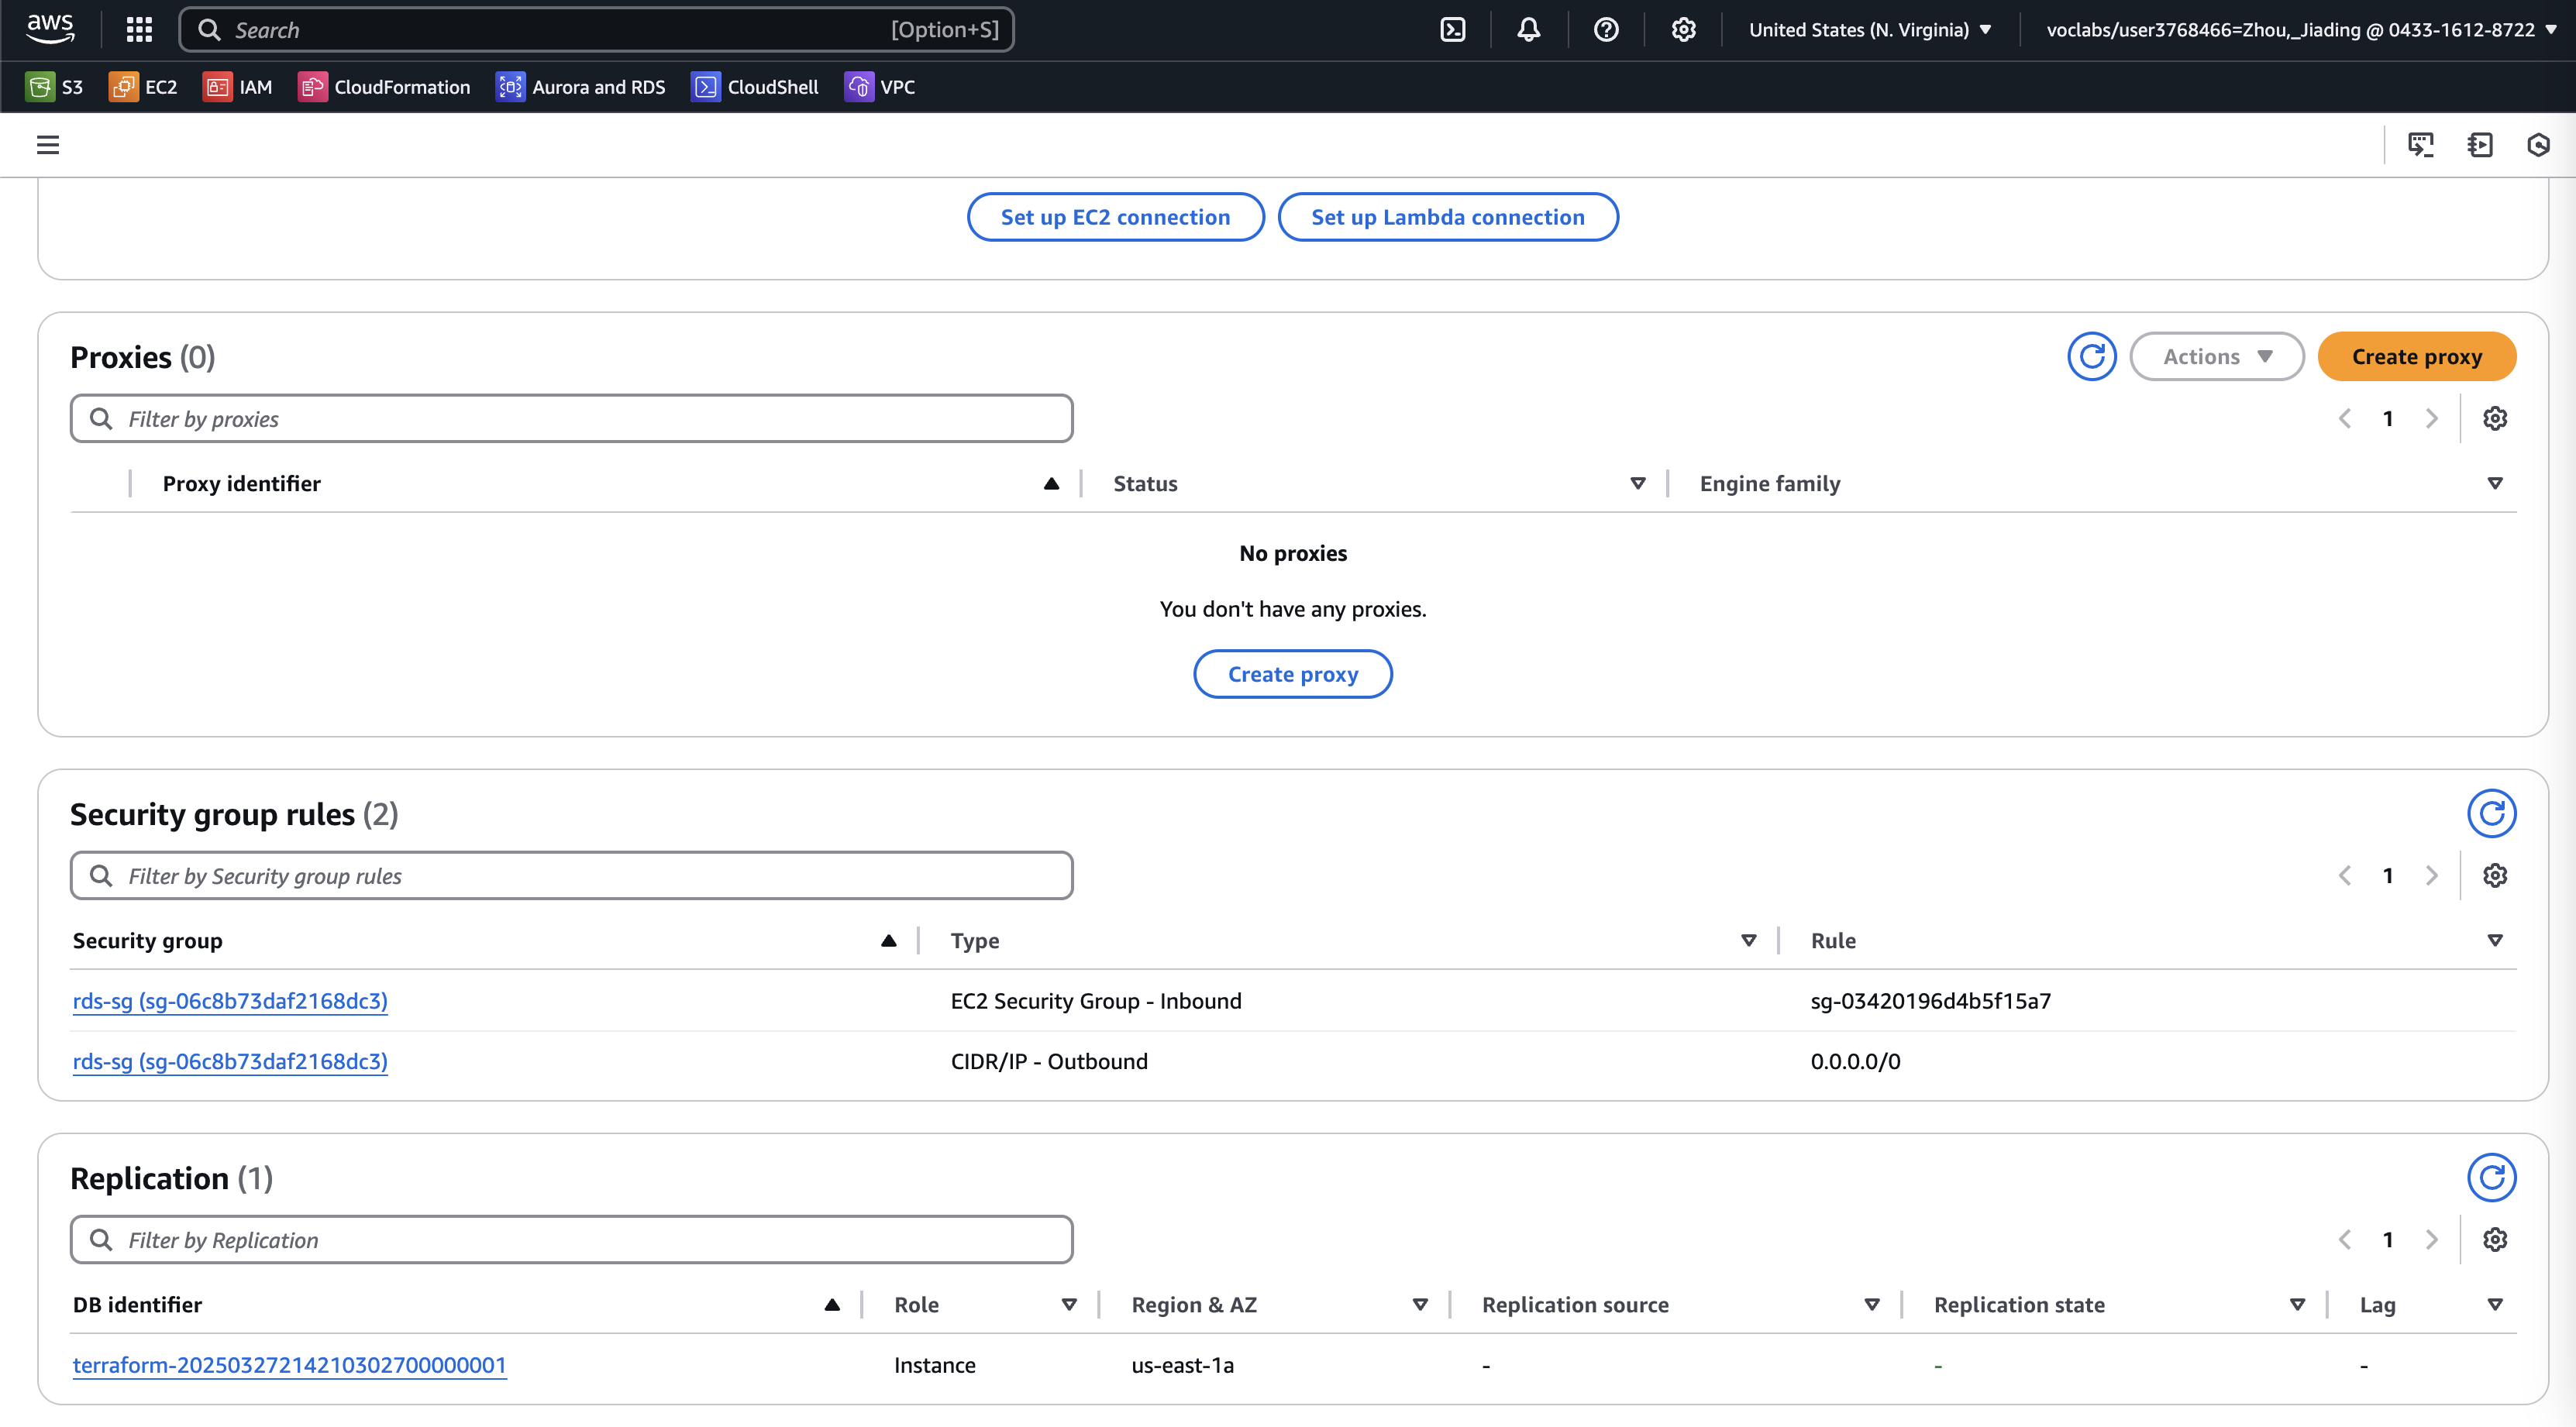 aws
Search [Option+S]
United States (N. Virginia)
voclabs/user3768466=Zhou,_Jiading @ 0433-1612-8722
S3 EC2 IAM CloudFormation Aurora and RDS CloudShell VPC
Set up EC2 connection Set up Lambda connection
Proxies (0)
Actions Create proxy
Filter by proxies
1
Proxy identifier Status Engine family
No proxies
You don't have any proxies.
Create proxy
Security group rules (2)
Filter by Security group rules
1
Security group Type Rule
rds-sg (sg-06c8b73daf2168dc3) EC2 Security Group - Inbound sg-03420196d4b5f15a7
rds-sg (sg-06c8b73daf2168dc3) CIDR/IP - Outbound 0.0.0.0/0
Replication (1)
Filter by Replication
1
DB identifier Role Region & AZ Replication source Replication state Lag
terraform-20250327214210302700000001 Instance us-east-1a - - -